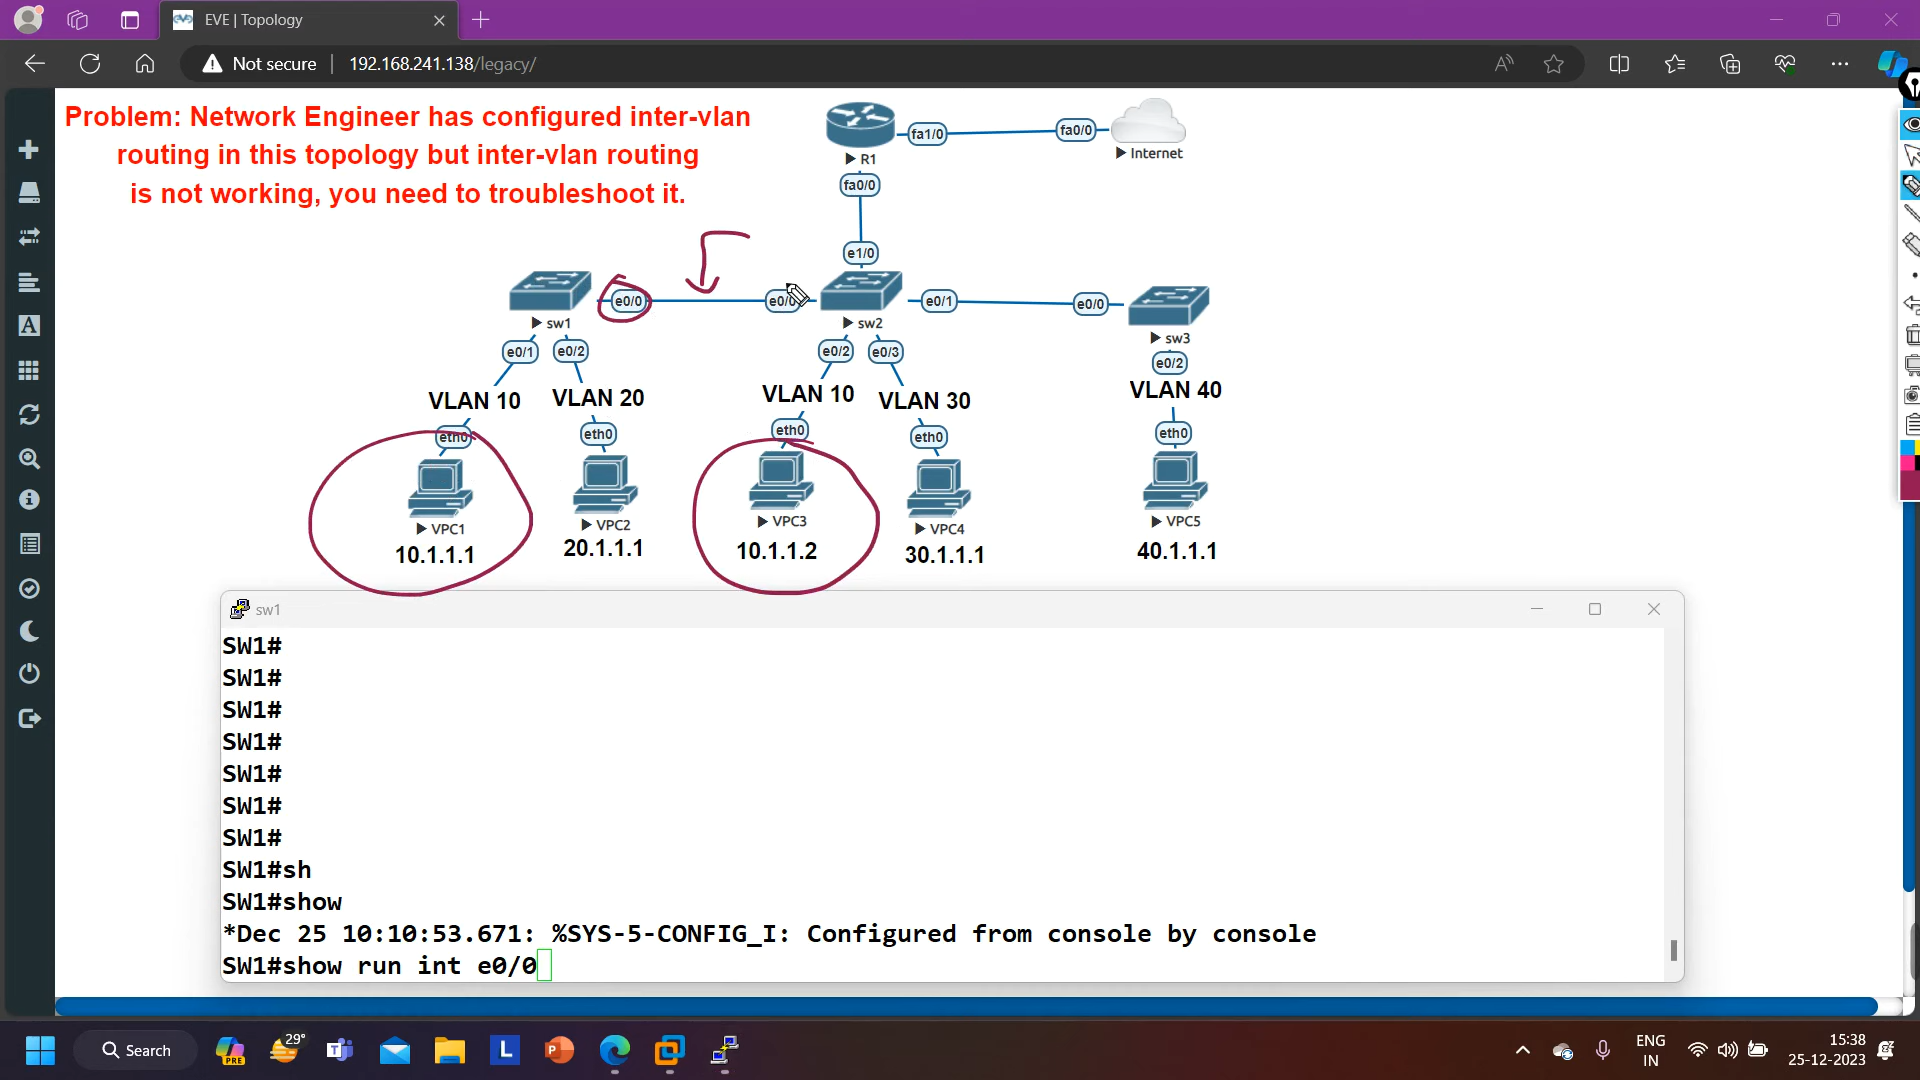 EVE | Topology
Not secure
192.168.241.138/legacy/
Problem: Network Engineer has configured inter-vlan
routing in this topology but inter-vlan routing
is not working, you need to troubleshoot it.
fa1/0
fa0/0
R1
Internet
fa0/0
e1/0
e0/0
e0/0
e0/1
e0/0
sw1
sw2
sw3
e0/1
e0/2
e0/2
e0/3
e0/2
VLAN 10
VLAN 20
VLAN 10
VLAN 30
VLAN 40
eth0
eth0
eth0
eth0
eth0
VPC1
VPC2
VPC3
VPC4
VPC5
10.1.1.1
20.1.1.1
10.1.1.2
30.1.1.1
40.1.1.1
sw1
SW1#
SW1#
SW1#
SW1#
SW1#
SW1#
SW1#
SW1#sh
SW1#show
*Dec 25 10:10:53.671: %SYS-5-CONFIG_I: Configured from console by console
SW1#show run int e0/0
Search
PRE
29°
L
P
ENG
IN
15:38
25-12-2023